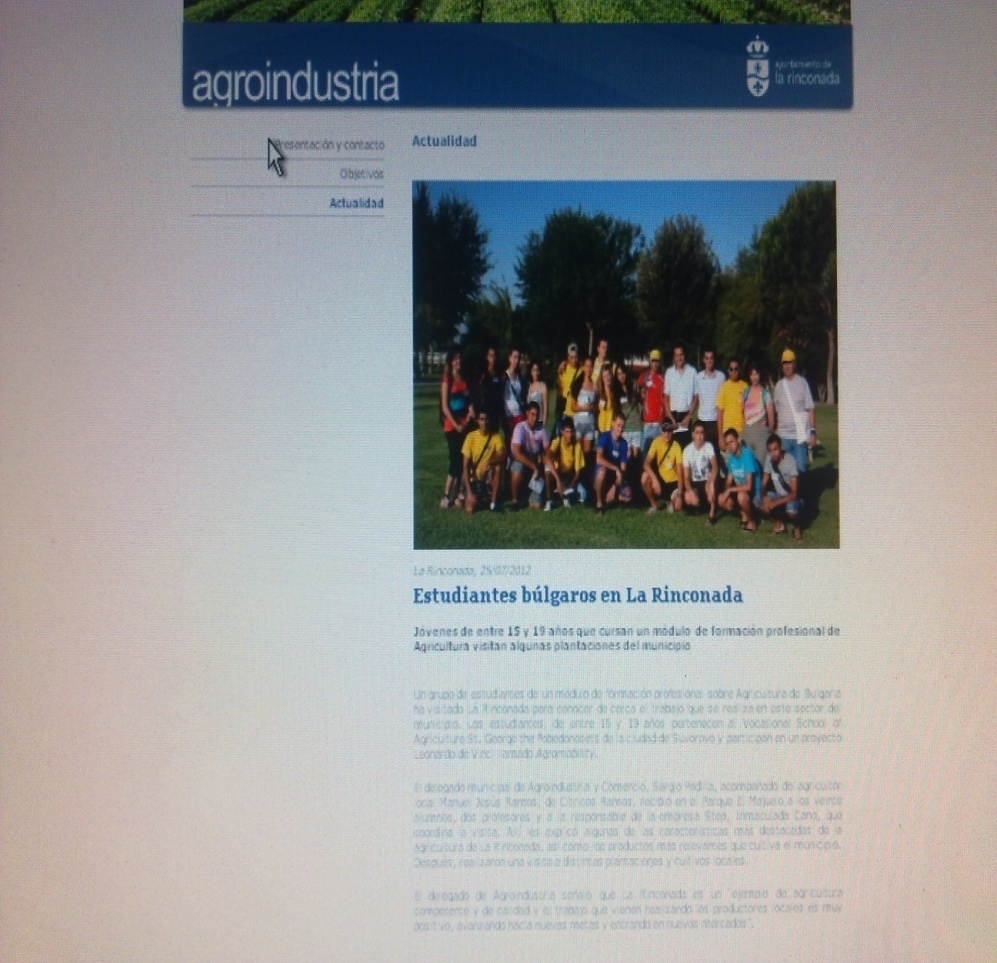 agroindustria
ayuntamiento de
la rinconada
Presentación y contacto
Objetivos
Actualidad
Actualidad
La Rinconada, 25/07/2012
Estudiantes búlgaros en La Rinconada
Jóvenes de entre 15 y 19 años que cursan un módulo de formación profesional de
Agricultura visitan algunas plantaciones del municipio
Un grupo de estudiantes de un módulo de formación profesional sobre Agricultura de Bulgaria
ha visitado La Rinconada para conocer de cerca el trabajo que se realiza en este sector del
municipio. Los estudiantes, de entre 15 y 19 años pertenecen al Vocasional School of
Agriculture St. George the Pobedonosets de la ciudad de Suvorovo y participan en un proyecto
Leonardo de Vinci llamado Agromobility.
El delegado municipal de Agroindustria y Comercio, Sergio Padilla, acompañado del agricultor
local Manuel Jesús Ramos, de Cítricos Ramos, recibió en el Parque El Majuelo a los veinte
alumnos, dos profesores y a la responsable de la empresa Step, Inmaculada Cano, que
coordina la visita. Allí les explicó algunas de las características más destacadas de la
agricultura de La Rinconada, así como los productos más relevantes que cultiva el municipio.
Después, realizaron una visita a distintas plantaciones y cultivos locales.
El delegado de Agroindustria señaló que La Rinconada es un "ejemplo de agricultura
competente y de calidad y el trabajo que vienen realizando los productores locales es muy
positivo, avanzando hacia nuevas metas y entrando en nuevos mercados".